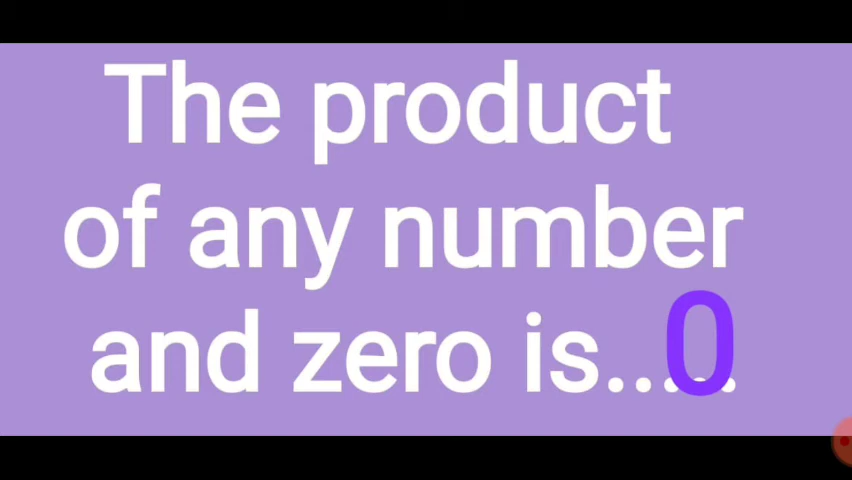 The product
of any number
and zero is.....0